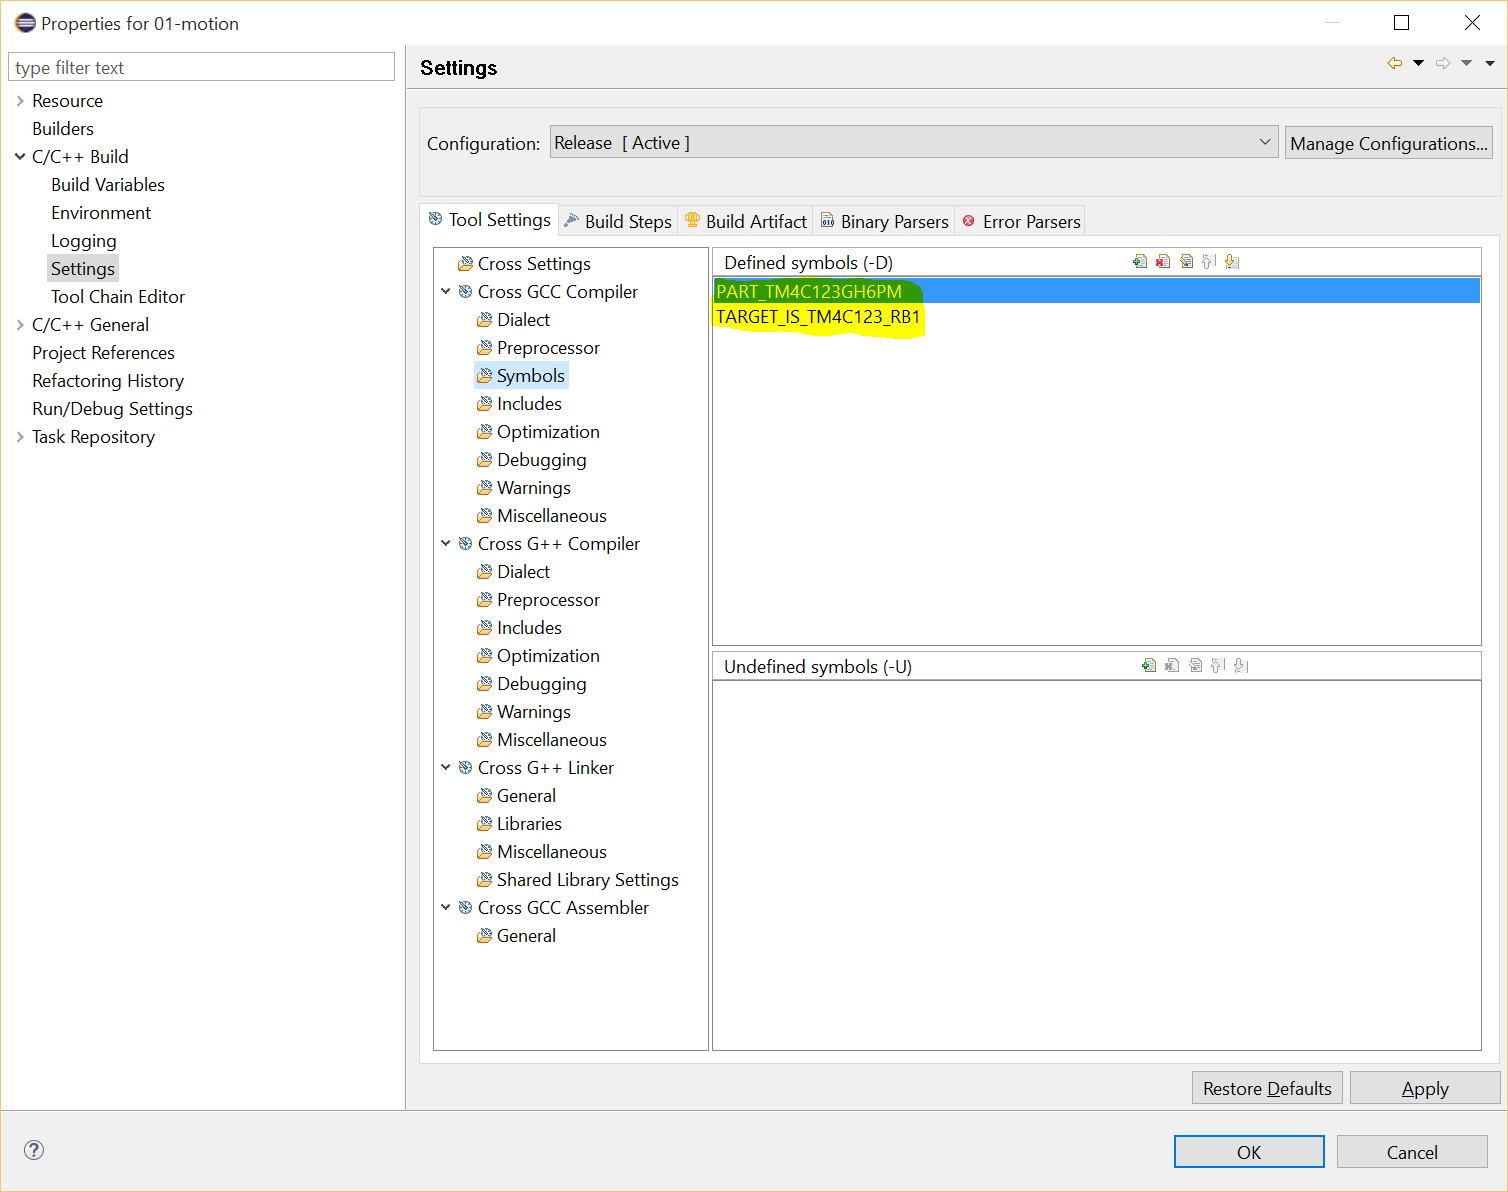 Properties for 01-motion
type filter text
Resource
Builders
C/C++ Build
Build Variables
Environment
Logging
Settings
Tool Chain Editor
C/C++ General
Project References
Refactoring History
Run/Debug Settings
Task Repository
Settings
Configuration: Release [ Active ] Manage Configurations...
Tool Settings Build Steps Build Artifact Binary Parsers Error Parsers
Cross Settings
Cross GCC Compiler
Dialect
Preprocessor
Symbols
Includes
Optimization
Debugging
Warnings
Miscellaneous
Cross G++ Compiler
Dialect
Preprocessor
Includes
Optimization
Debugging
Warnings
Miscellaneous
Cross G++ Linker
General
Libraries
Miscellaneous
Shared Library Settings
Cross GCC Assembler
General
Defined symbols (-D)
PART_TM4C123GH6PM
TARGET_IS_TM4C123_RB1
Undefined symbols (-U)
Restore Defaults Apply
OK Cancel